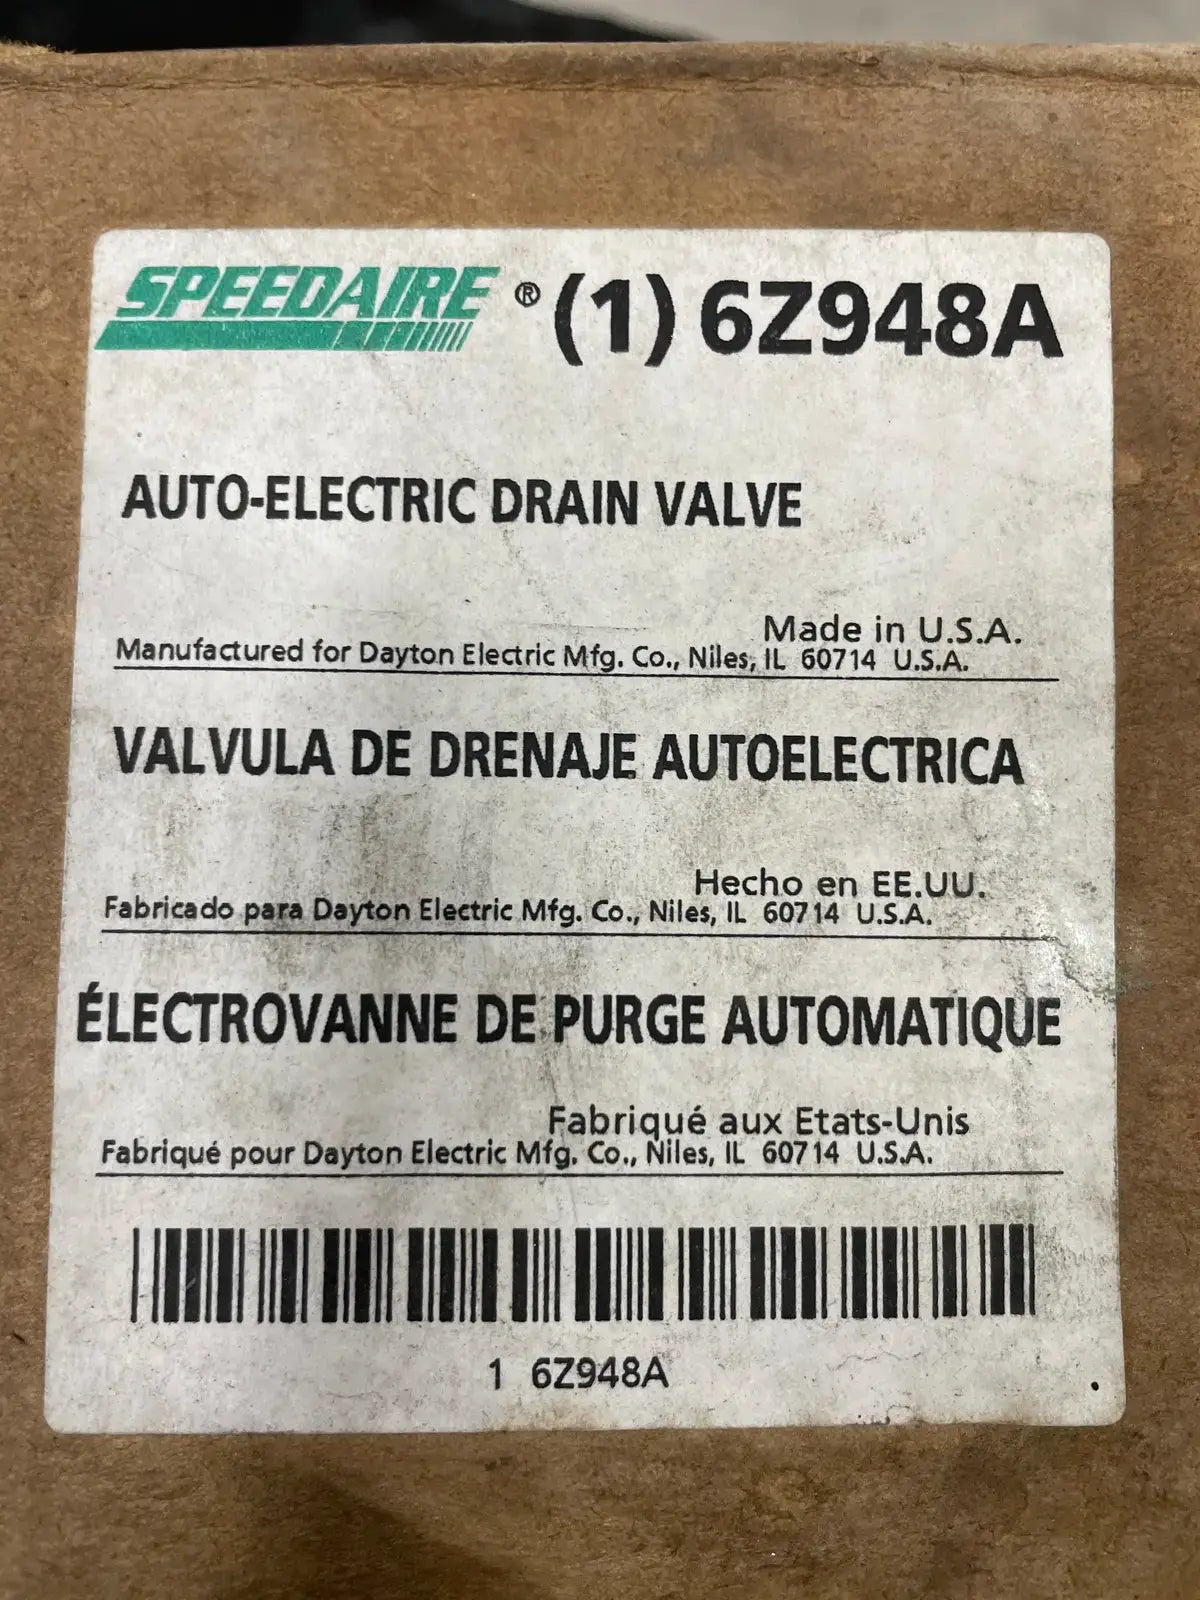 SPEEDAIRE® (1) 6Z948A
AUTO-ELECTRIC DRAIN VALVE
Made in U.S.A.
Manufactured for Dayton Electric Mfg. Co., Niles, IL 60714 U.S.A.
VALVULA DE DRENAJE AUTOELECTRICA
Hecho en EE.UU.
Fabricado para Dayton Electric Mfg. Co., Niles, IL 60714 U.S.A.
ÉLECTROVANNE DE PURGE AUTOMATIQUE
Fabriqué aux Etats-Unis
Fabriqué pour Dayton Electric Mfg. Co., Niles, IL 60714 U.S.A.
1 6Z948A